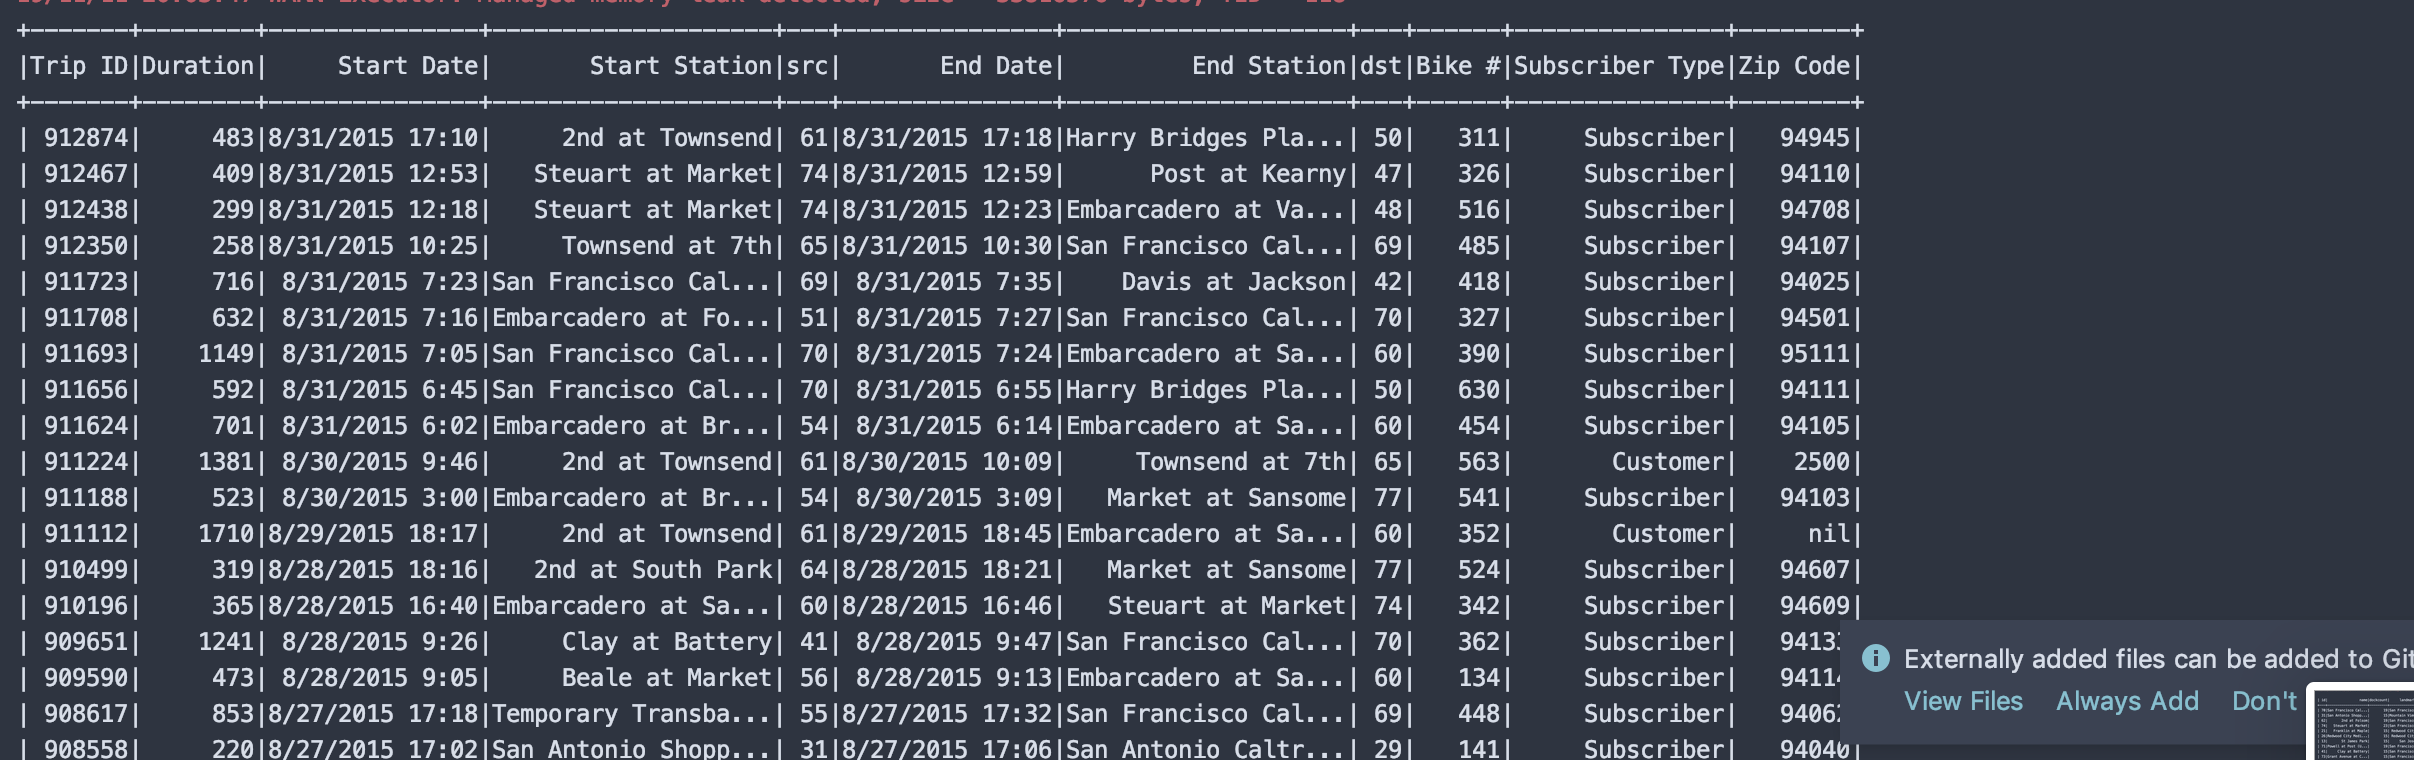 +-------+--------+---------------+--------------------+---+---------------+--------------------+---+------+---------------+--------+
|Trip ID|Duration|     Start Date|       Start Station|src|       End Date|         End Station|dst|Bike #|Subscriber Type|Zip Code|
+-------+--------+---------------+--------------------+---+---------------+--------------------+---+------+---------------+--------+
| 912874|     483|8/31/2015 17:10|     2nd at Townsend| 61|8/31/2015 17:18|Harry Bridges Pla...| 50|   311|     Subscriber|   94945|
| 912467|     409|8/31/2015 12:53|   Steuart at Market| 74|8/31/2015 12:59|      Post at Kearny| 47|   326|     Subscriber|   94110|
| 912438|     299|8/31/2015 12:18|   Steuart at Market| 74|8/31/2015 12:23|Embarcadero at Va...| 48|   516|     Subscriber|   94708|
| 912350|     258|8/31/2015 10:25|     Townsend at 7th| 65|8/31/2015 10:30|San Francisco Cal...| 69|   485|     Subscriber|   94107|
| 911723|     716| 8/31/2015 7:23|San Francisco Cal...| 69| 8/31/2015 7:35|    Davis at Jackson| 42|   418|     Subscriber|   94025|
| 911708|     632| 8/31/2015 7:16|Embarcadero at Fo...| 51| 8/31/2015 7:27|San Francisco Cal...| 70|   327|     Subscriber|   94501|
| 911693|    1149| 8/31/2015 7:05|San Francisco Cal...| 70| 8/31/2015 7:24|Embarcadero at Sa...| 60|   390|     Subscriber|   95111|
| 911656|     592| 8/31/2015 6:45|San Francisco Cal...| 70| 8/31/2015 6:55|Harry Bridges Pla...| 50|   630|     Subscriber|   94111|
| 911624|     701| 8/31/2015 6:02|Embarcadero at Br...| 54| 8/31/2015 6:14|Embarcadero at Sa...| 60|   454|     Subscriber|   94105|
| 911224|    1381| 8/30/2015 9:46|     2nd at Townsend| 61|8/30/2015 10:09|     Townsend at 7th| 65|   563|       Customer|    2500|
| 911188|     523| 8/30/2015 3:00|Embarcadero at Br...| 54| 8/30/2015 3:09|   Market at Sansome| 77|   541|     Subscriber|   94103|
| 911112|    1710|8/29/2015 18:17|     2nd at Townsend| 61|8/29/2015 18:45|Embarcadero at Sa...| 60|   352|       Customer|     nil|
| 910499|     319|8/28/2015 18:16|   2nd at South Park| 64|8/28/2015 18:21|   Market at Sansome| 77|   524|     Subscriber|   94607|
| 910196|     365|8/28/2015 16:40|Embarcadero at Sa...| 60|8/28/2015 16:46|   Steuart at Market| 74|   342|     Subscriber|   94609|
| 909651|    1241| 8/28/2015 9:26|     Clay at Battery| 41| 8/28/2015 9:47|San Francisco Cal...| 70|   362|     Subscriber|
| 909590|     473| 8/28/2015 9:05|     Beale at Market| 56| 8/28/2015 9:13|Embarcadero at Sa...| 60|   134|     Subscriber|   94114
| 908617|     853|8/27/2015 17:18|Temporary Transba...| 55|8/27/2015 17:32|San Francisco Cal...| 69|   448|     Subscriber|   94062
| 908558|     220|8/27/2015 17:02|San Antonio Shopp...| 31|8/27/2015 17:06|San Antonio Caltr...| 29|   141|     Subscriber|   94040|
Externally added files can be added to Git
View Files Always Add Don't